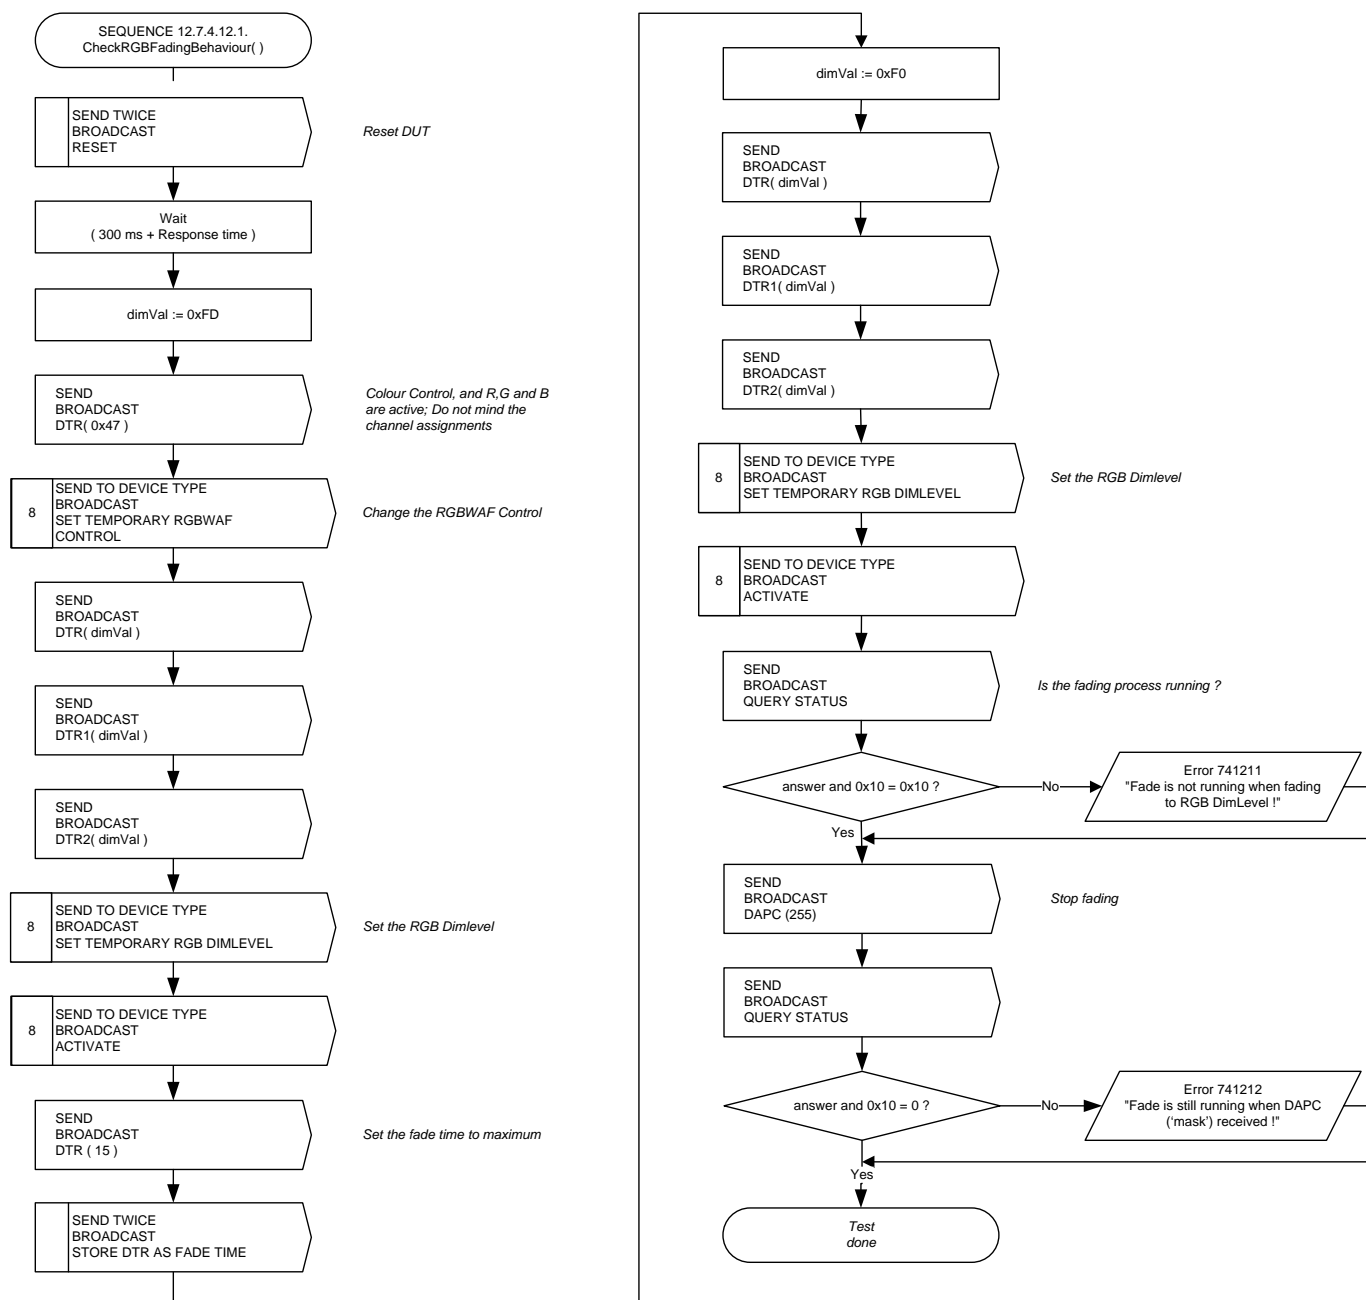 SEQUENCE 12.7.4.12.1.
CheckRGBFadingBehaviour( )
SEND TWICE
BROADCAST
RESET
Reset DUT
Wait
( 300 ms + Response time )
dimVal := 0xFD
SEND
BROADCAST
DTR( 0x47 )
Colour Control, and R,G and B
are active; Do not mind the
channel assignments
8
SEND TO DEVICE TYPE
BROADCAST
SET TEMPORARY RGBWAF
CONTROL
Change the RGBWAF Control
SEND
BROADCAST
DTR( dimVal )
SEND
BROADCAST
DTR1( dimVal )
SEND
BROADCAST
DTR2( dimVal )
8
SEND TO DEVICE TYPE
BROADCAST
SET TEMPORARY RGB DIMLEVEL
Set the RGB Dimlevel
8
SEND TO DEVICE TYPE
BROADCAST
ACTIVATE
SEND
BROADCAST
DTR ( 15 )
Set the fade time to maximum
SEND TWICE
BROADCAST
STORE DTR AS FADE TIME
dimVal := 0xF0
SEND
BROADCAST
DTR( dimVal )
SEND
BROADCAST
DTR1( dimVal )
SEND
BROADCAST
DTR2( dimVal )
8
SEND TO DEVICE TYPE
BROADCAST
SET TEMPORARY RGB DIMLEVEL
Set the RGB Dimlevel
8
SEND TO DEVICE TYPE
BROADCAST
ACTIVATE
SEND
BROADCAST
QUERY STATUS
Is the fading process running ?
answer and 0x10 = 0x10 ?
No
Error 741211
"Fade is not running when fading
to RGB DimLevel !"
Yes
SEND
BROADCAST
DAPC (255)
Stop fading
SEND
BROADCAST
QUERY STATUS
answer and 0x10 = 0 ?
No
Error 741212
"Fade is still running when DAPC
(‘mask’) received !"
Yes
Test
done